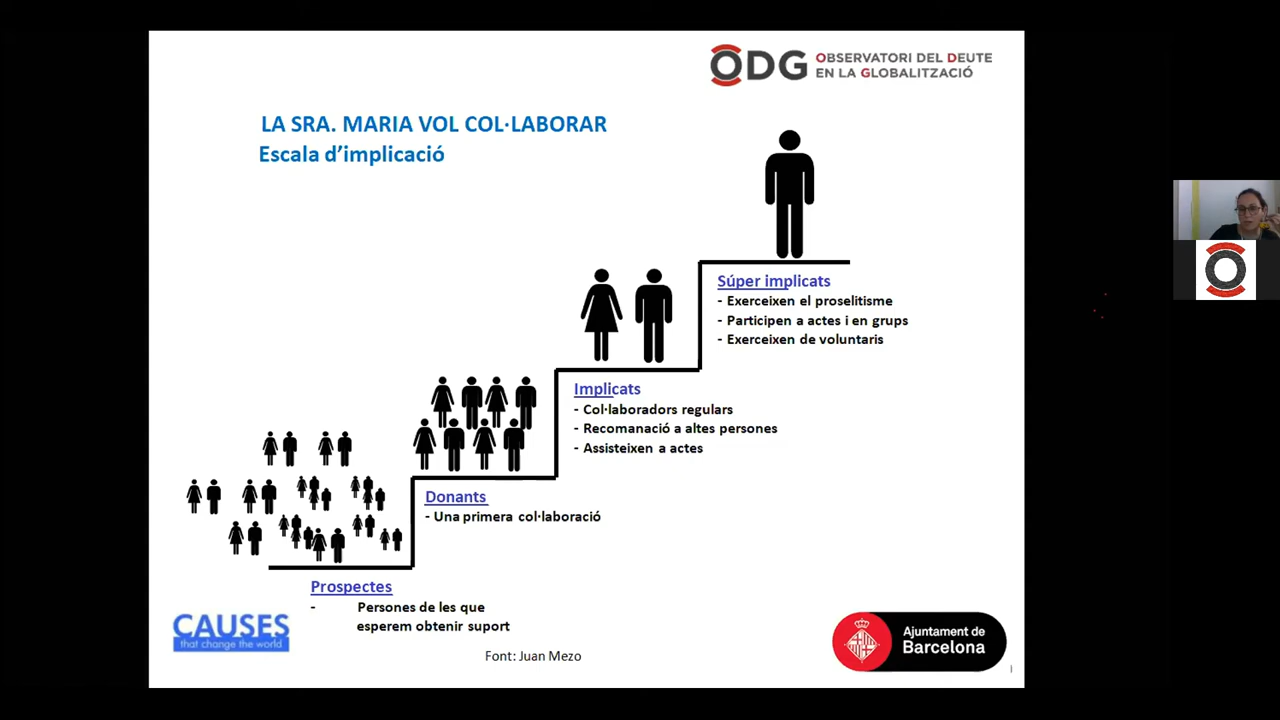 ODG OBSERVATORI DEL DEUTE
EN LA GLOBALITZACIÓ
LA SRA. MARIA VOL COL·LABORAR
Escala d’implicació
Súper implicats
- Exerceixen el proselitisme
- Participen a actes i en grups
- Exerceixen de voluntaris
Implicats
- Col·laboradors regulars
- Recomanació a altes persones
- Assisteixen a actes
Donants
- Una primera col·laboració
Prospectes
- Persones de les que
esperem obtenir suport
CAUSES
that change the world
Font: Juan Mezo
Ajuntament de
Barcelona